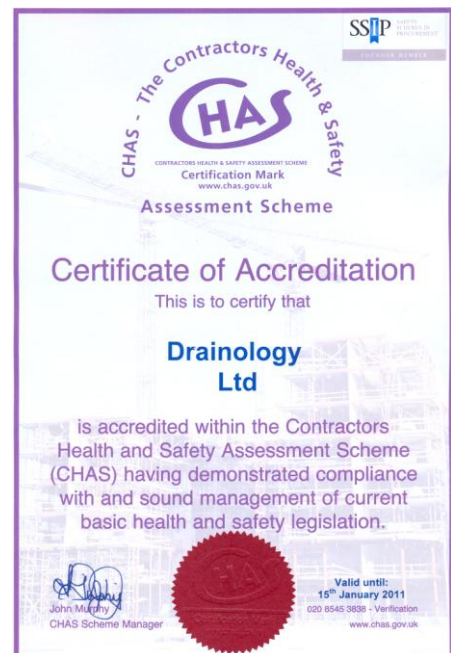 SSIP
SAFETY
SCHEMES IN
PROCUREMENT
FOUNDER MEMBER
CHAS - The Contractors Health & Safety
CHAS
CONTRACTORS HEALTH & SAFETY ASSESSMENT SCHEME
Certification Mark
www.chas.gov.uk
Assessment Scheme
Certificate of Accreditation
This is to certify that
Drainology
Ltd
is accredited within the Contractors
Health and Safety Assessment Scheme
(CHAS) having demonstrated compliance
with and sound management of current
basic health and safety legislation.
CHAS
John Murphy
CHAS Scheme Manager
Valid until:
15th January 2011
020 8545 3838 - Verification
www.chas.gov.uk